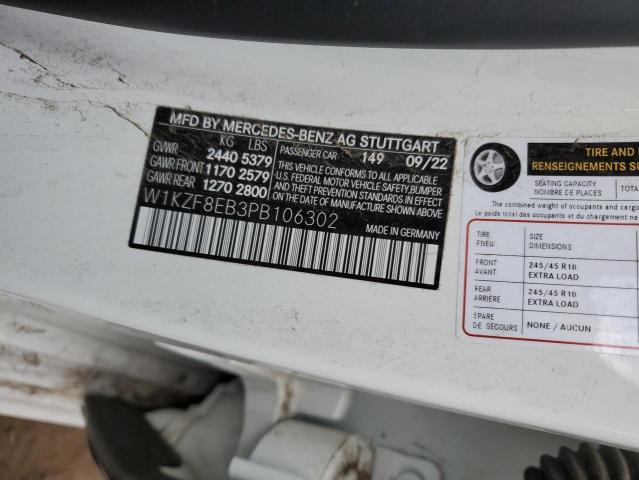 MFD BY MERCEDES-BENZ AG STUTTGART
KG LBS
GVWR 2440 5379
GAWR FRONT 1170 2579
GAWR REAR 1270 2800
PASSENGER CAR 149 09/22
THIS VEHICLE CONFORMS TO ALL APPLICABLE
U.S. FEDERAL MOTOR VEHICLE SAFETY, BUMPER
AND THEFT PREVENTION STANDARDS IN EFFECT
ON THE DATE OF MANUFACTURE SHOWN ABOVE
W1KZF8EB3PB106302
MADE IN GERMANY
TIRE AND
RENSEIGNEMENTS SU
SEATING CAPACITY
NOMBRE DE PLACES
TOTAL
TOTAL
The combined weight of occupants and cargo
occupants et du chargement
TIRE SIZE
PNEU DIMENSIONS
FRONT 245/45 R18
AVANT EXTRA LOAD
REAR 245/45 R18
ARRIÈRE EXTRA LOAD
SPARE
DE SECOURS NONE / AUCUN